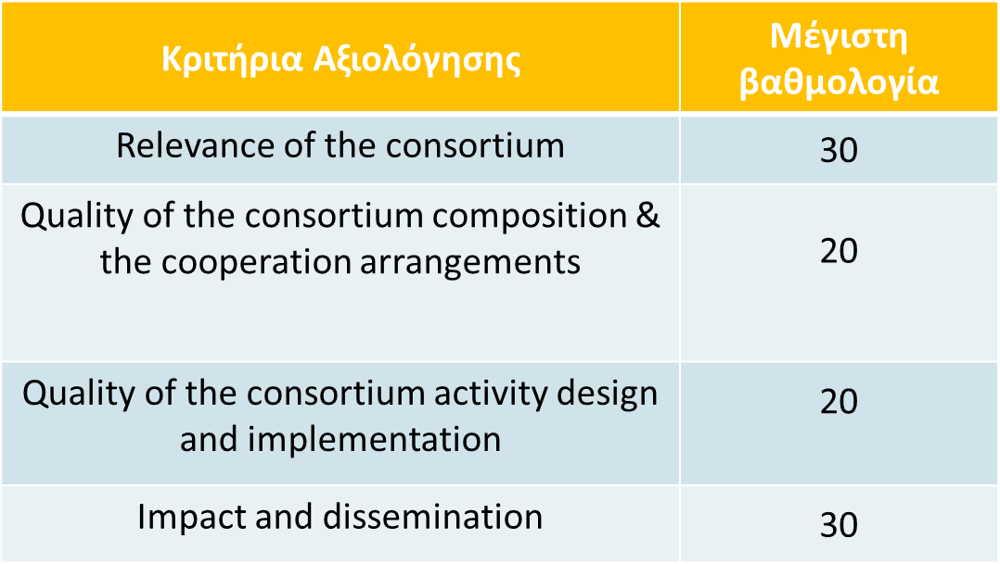 Κριτήρια Αξιολόγησης
Μέγιστη
βαθμολογία
Relevance of the consortium
30
Quality of the consortium composition &
the cooperation arrangements
20
Quality of the consortium activity design
and implementation
20
Impact and dissemination
30